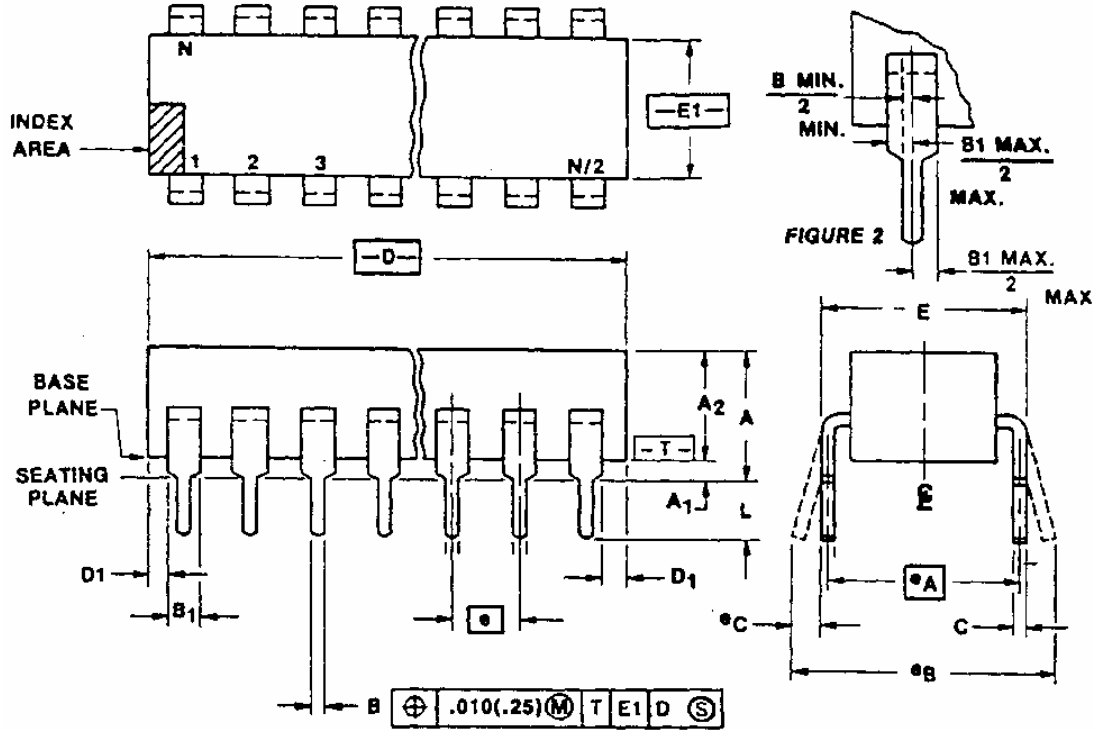 N
INDEX
AREA
1 2 3 N/2
—E1—
B MIN.
2
MIN.
B1 MAX.
2
MAX.
FIGURE 2
B1 MAX.
2
MAX
—D—
E
BASE
PLANE
A2
A
—T—
SEATING
PLANE
A1
L
D1
D1
B1
e
eA
eC
C
eB
B ⌖ .010(.25)Ⓜ T E1 D Ⓢ